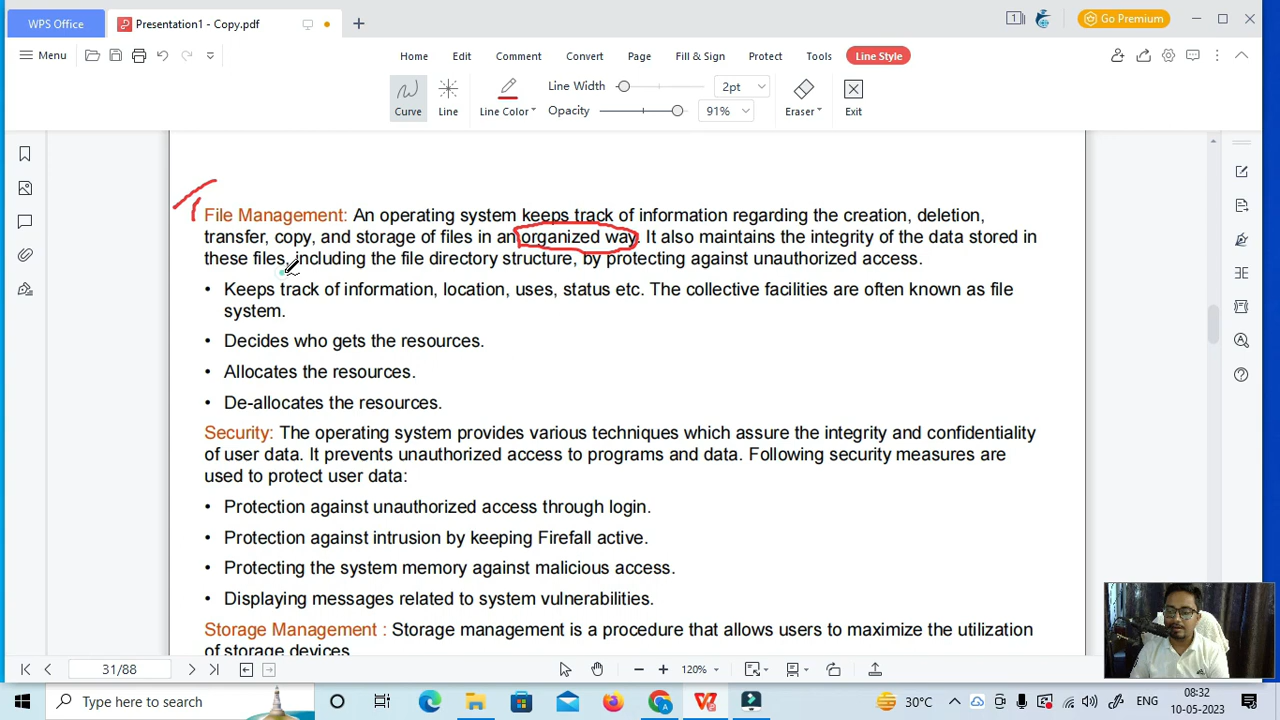 WPS Office
Presentation1 - Copy.pdf
1
Go Premium
Menu
Home Edit Comment Convert Page Fill & Sign Protect Tools Line Style
Curve
Line
Line Color
Line Width
2pt
Opacity
91%
Eraser
Exit
File Management: An operating system keeps track of information regarding the creation, deletion,
transfer, copy, and storage of files in an organized way. It also maintains the integrity of the data stored in
these files, including the file directory structure, by protecting against unauthorized access.
• Keeps track of information, location, uses, status etc. The collective facilities are often known as file
system.
• Decides who gets the resources.
• Allocates the resources.
• De-allocates the resources.
Security: The operating system provides various techniques which assure the integrity and confidentiality
of user data. It prevents unauthorized access to programs and data. Following security measures are
used to protect user data:
• Protection against unauthorized access through login.
• Protection against intrusion by keeping Firefall active.
• Protecting the system memory against malicious access.
• Displaying messages related to system vulnerabilities.
Storage Management : Storage management is a procedure that allows users to maximize the utilization
of storage devices
31/88
120%
Type here to search
30°C
ENG
08:32
10-05-2023